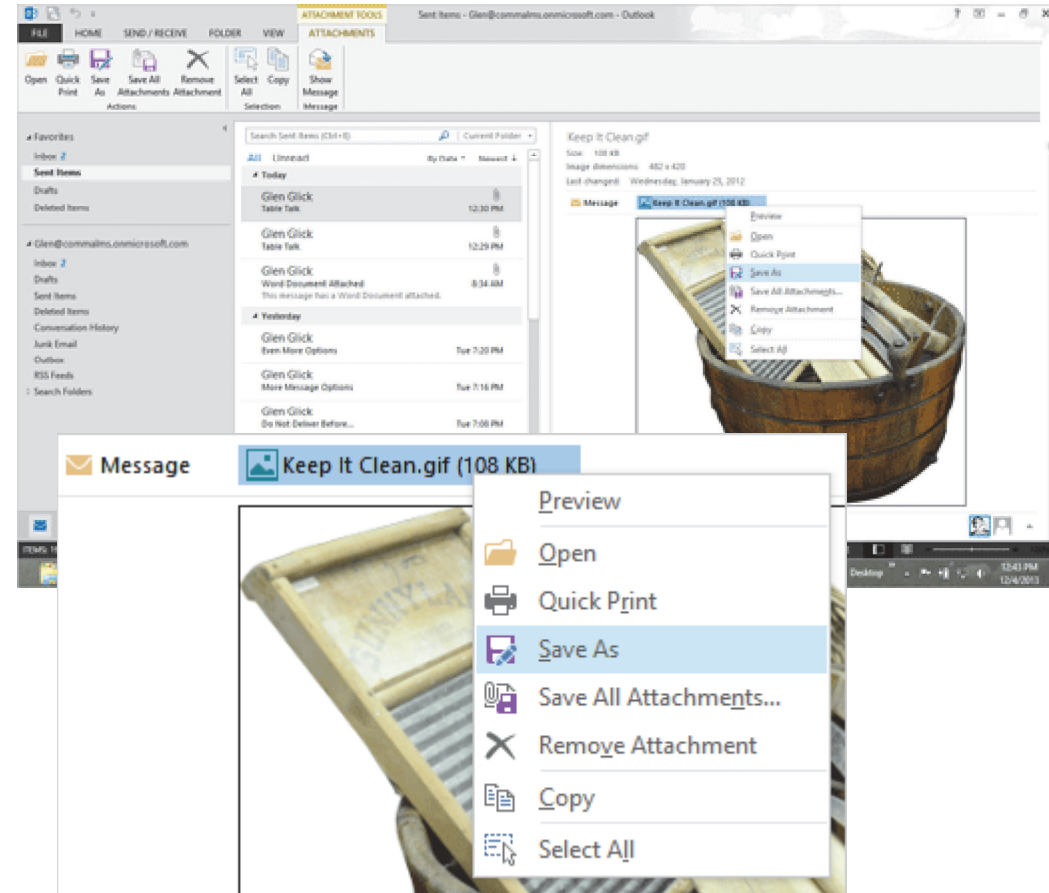 ATTACHMENT TOOLS
Sent Items - Glen@commalms.onmicrosoft.com - Outlook
FILE HOME SEND / RECEIVE FOLDER VIEW ATTACHMENTS
Open Quick Print Save As Save All Attachments Remove Attachment Select All Copy Show Message
Actions Selection Message
Favorites
Inbox 2
Sent Items
Drafts
Deleted Items
Glen@commalms.onmicrosoft.com
Inbox 2
Drafts
Sent Items
Deleted Items
Conversation History
Junk Email
Outbox
RSS Feeds
Search Folders
Search Sent Items (Ctrl+E) Current Folder
All Unread By Date Newest
Today
Glen Glick
Table Talk 12:30 PM
Glen Glick
Table Talk 12:29 PM
Glen Glick
Word Document Attached 8:34 AM
This message has a Word Document attached.
Yesterday
Glen Glick
Even More Options Tue 7:20 PM
Glen Glick
More Message Options Tue 7:16 PM
Glen Glick
Do Not Deliver Before... Tue 7:08 PM
Keep It Clean.gif
Size: 108 KB
Image dimensions: 482 x 420
Last changed: Wednesday, January 25, 2012
Message Keep It Clean.gif (108 KB)
Preview
Open
Quick Print
Save As
Save All Attachments...
Remove Attachment
Copy
Select All
Message Keep It Clean.gif (108 KB)
Preview
Open
Quick Print
Save As
Save All Attachments...
Remove Attachment
Copy
Select All
SUNNYLA
Desktop
12:43 PM
12/4/2013